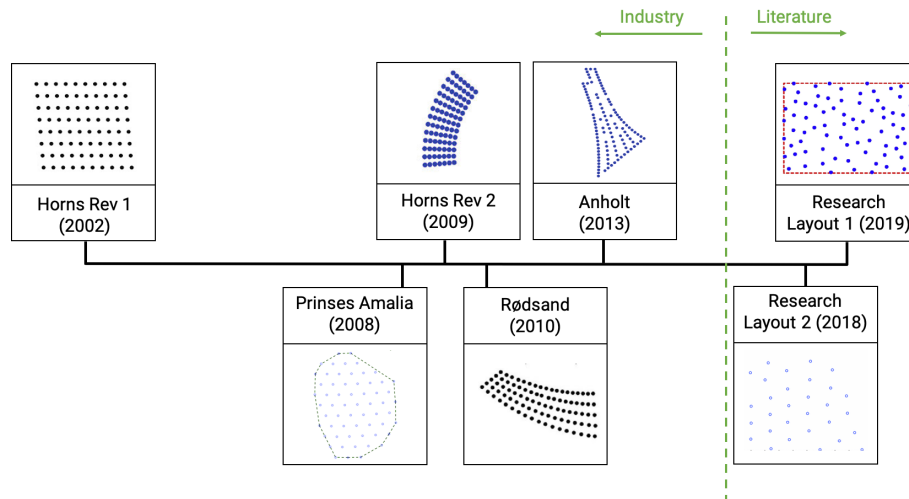 Industry
Literature
Horns Rev 1
(2002)
Horns Rev 2
(2009)
Anholt
(2013)
Research
Layout 1 (2019)
Prinses Amalia
(2008)
Rødsand
(2010)
Research
Layout 2 (2018)